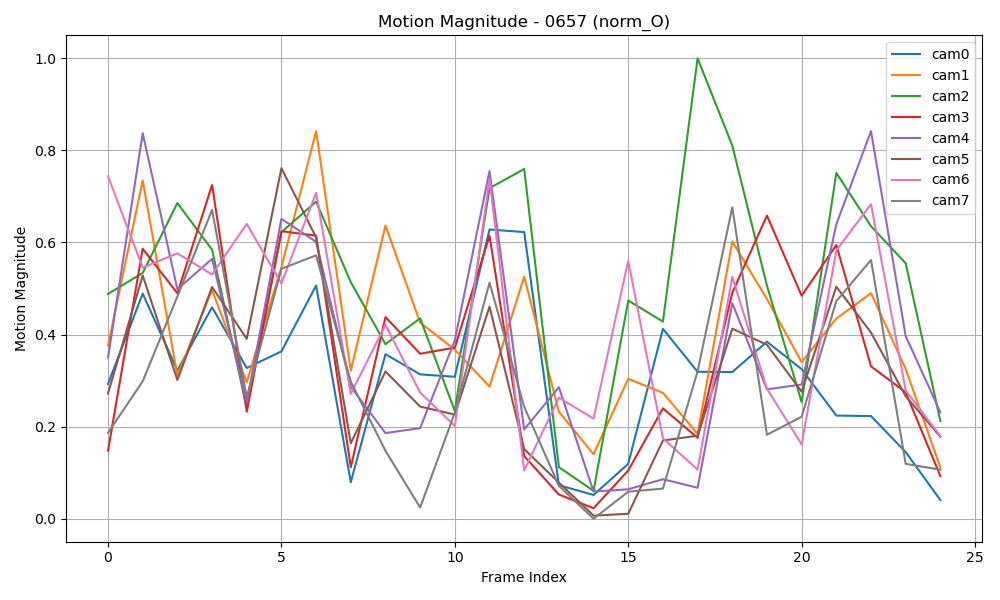 Motion Magnitude - 0657 (norm_O)
Motion Magnitude
1.0
0.8
0.6
0.4
0.2
0.0
0 5 10 15 20 25
Frame Index
cam0
cam1
cam2
cam3
cam4
cam5
cam6
cam7